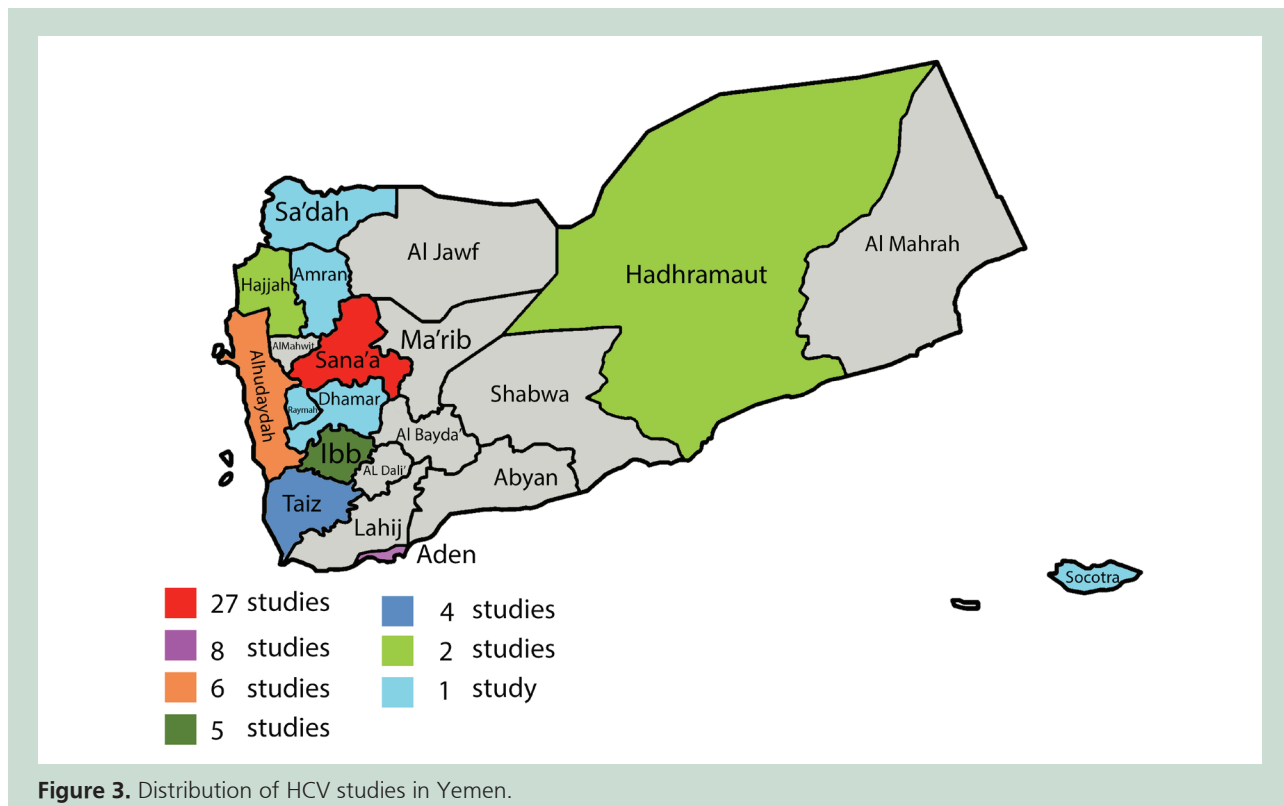 Sa'dah
Al Jawf
Al Mahrah
Hadhramaut
Amran
Hajjah
Ma'rib
AlMahwit
Sana'a
Alhudaydah
Shabwa
Dhamar
Raymah
Al Bayda'
Ibb
AL Dali'
Abyan
Taiz
Lahij
Aden
Socotra
27 studies
8 studies
6 studies
5 studies
4 studies
2 studies
1 study
Figure 3. Distribution of HCV studies in Yemen.